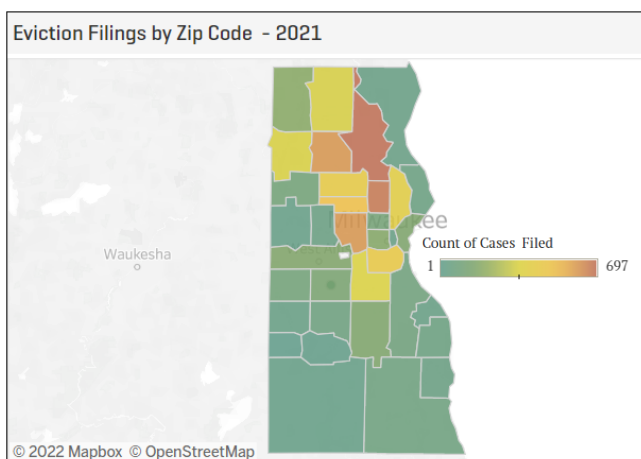 Eviction Filings by Zip Code - 2021
Milwaukee
Waukesha
Count of Cases Filed
1
697
© 2022 Mapbox © OpenStreetMap